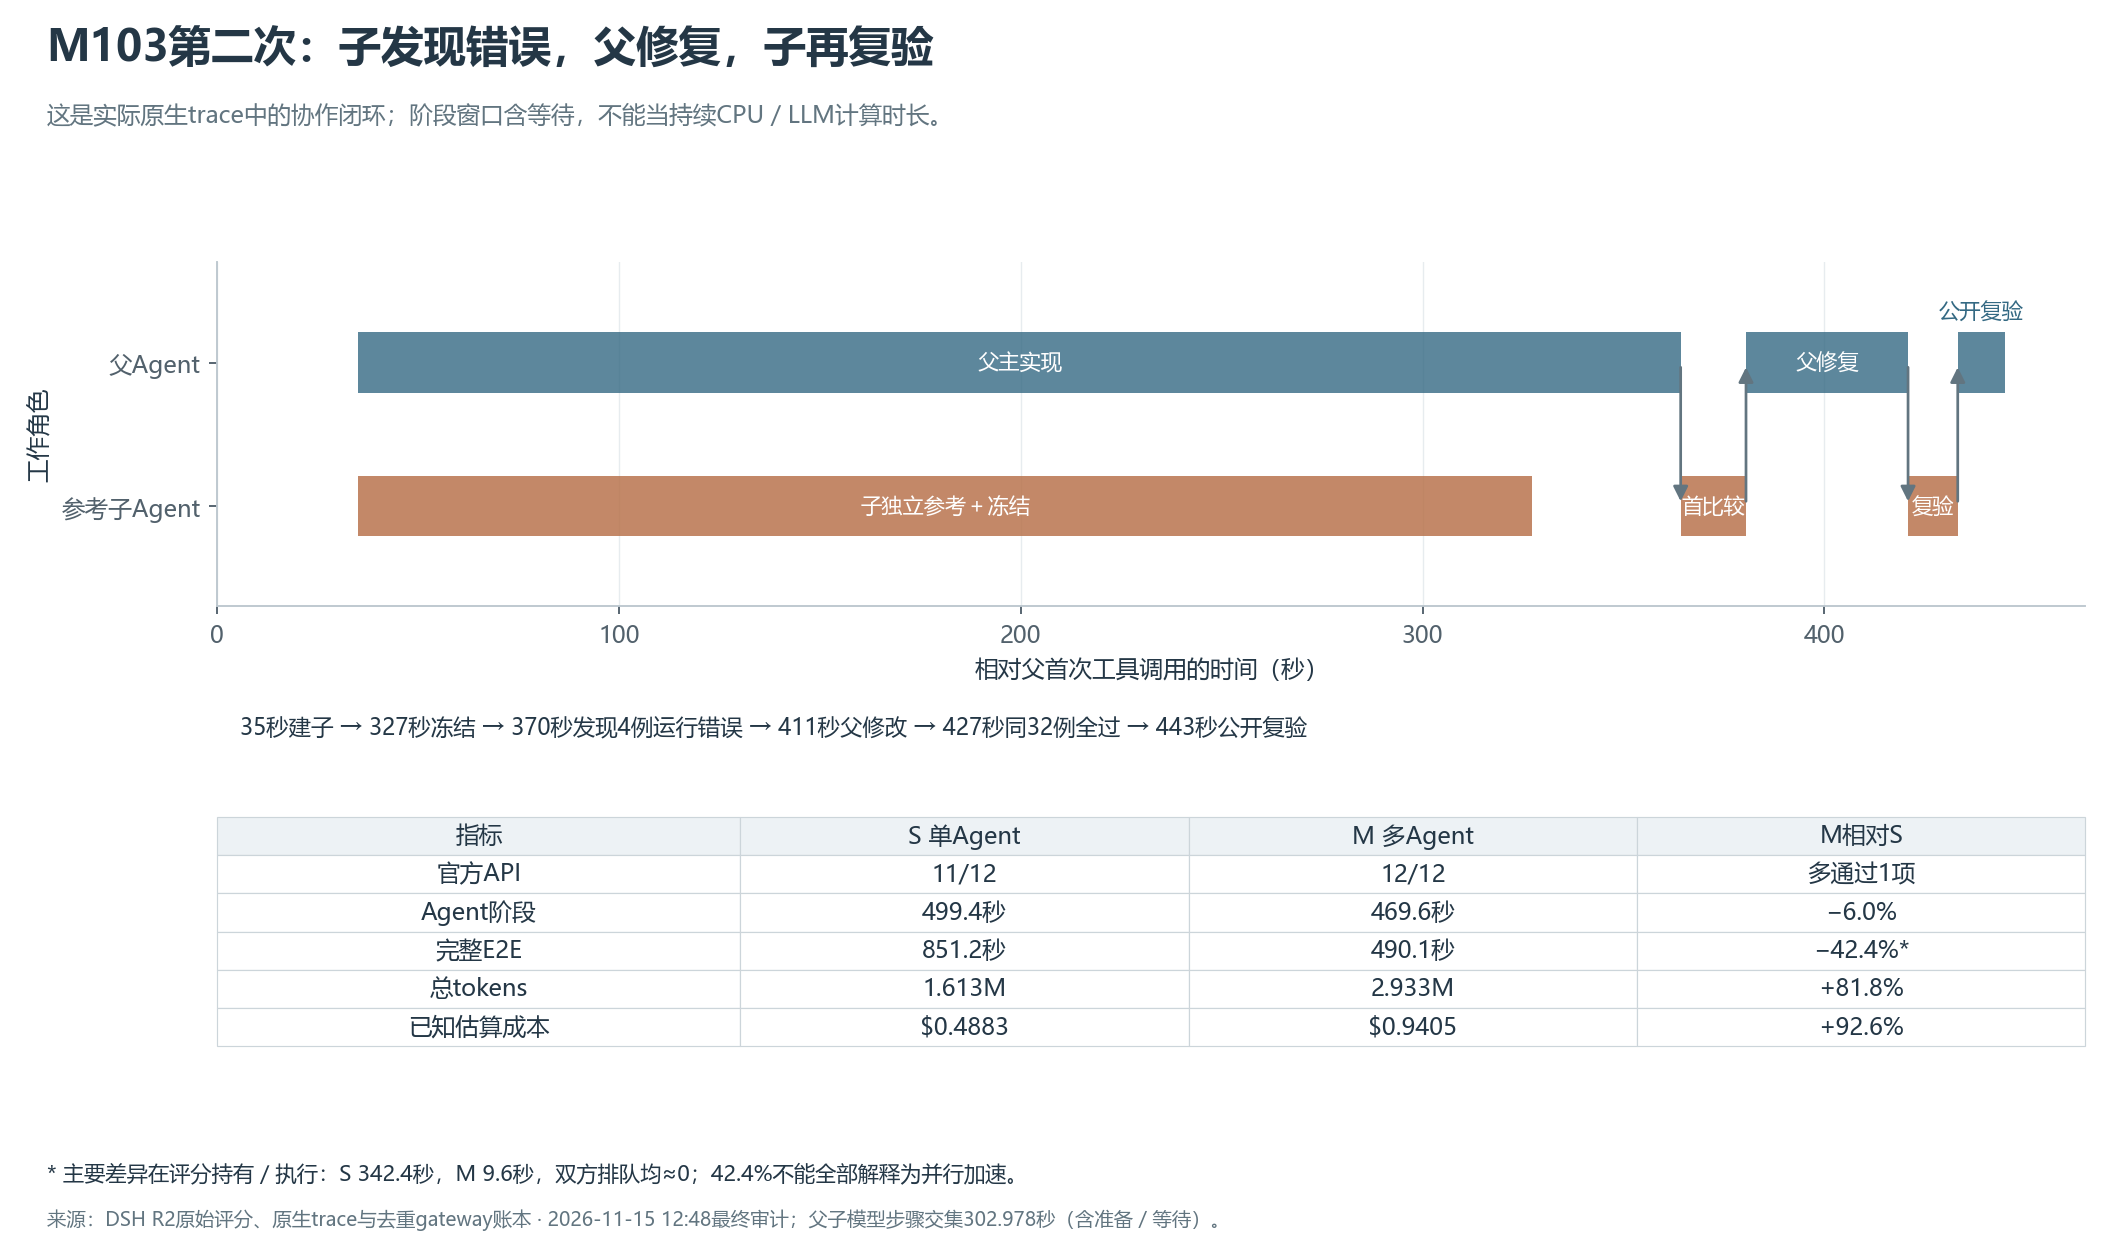 M103第二次：子发现错误，父修复，子再复验
这是实际原生trace中的协作闭环；阶段窗口含等待，不能当持续CPU / LLM计算时长。
公开复验
父Agent
父主实现
父修复
工作角色
参考子Agent
子独立参考 + 冻结
首比较
复验
0 100 200 300 400
相对父首次工具调用的时间（秒）
35秒建子 → 327秒冻结 → 370秒发现4例运行错误 → 411秒父修改 → 427秒同32例全过 → 443秒公开复验
指标 S 单Agent M 多Agent M相对S
官方API 11/12 12/12 多通过1项
Agent阶段 499.4秒 469.6秒 −6.0%
完整E2E 851.2秒 490.1秒 −42.4%*
总tokens 1.613M 2.933M +81.8%
已知估算成本 $0.4883 $0.9405 +92.6%
* 主要差异在评分持有 / 执行：S 342.4秒，M 9.6秒，双方排队均≈0；42.4%不能全部解释为并行加速。
来源：DSH R2原始评分、原生trace与去重gateway账本 · 2026-11-15 12:48最终审计；父子模型步骤交集302.978秒（含准备 / 等待）。